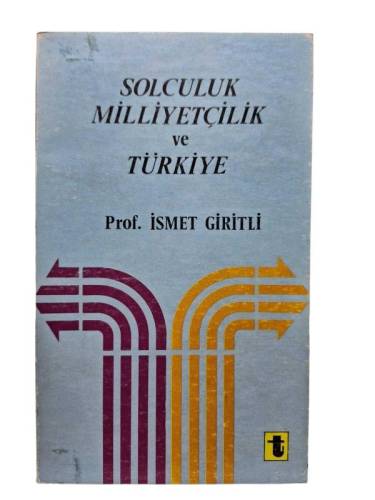 SOLCULUK
MİLLİYETÇİLİK
ve
TÜRKİYE
Prof. İSMET GİRİTLİ
t